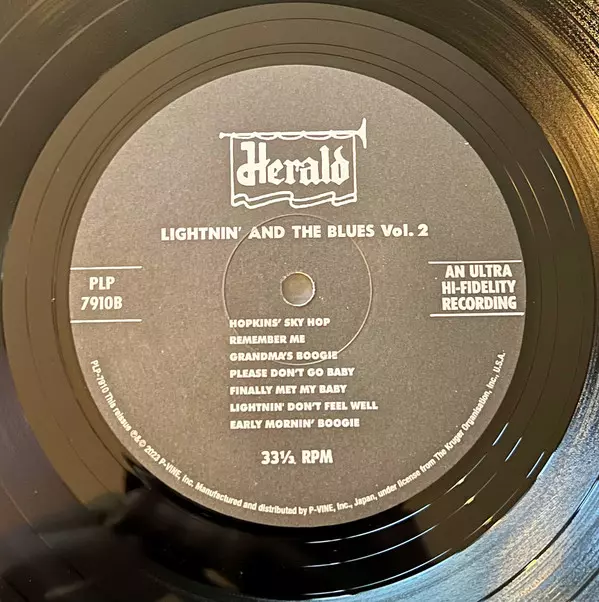 Herald
LIGHTNIN' AND THE BLUES Vol. 2
PLP
7910B
AN ULTRA
HI-FIDELITY
RECORDING
HOPKINS' SKY HOP
REMEMBER ME
GRANDMA'S BOOGIE
PLEASE DON'T GO BABY
FINALLY MET MY BABY
LIGHTNIN' DON'T FEEL WELL
EARLY MORNIN' BOOGIE
33⅓ RPM
PLP-7910 This reissue ℗&© 2023 P-VINE, Inc. Manufactured and distributed by P-VINE, Inc., Japan, under license from The Kruger Organisation, Inc., U.S.A.